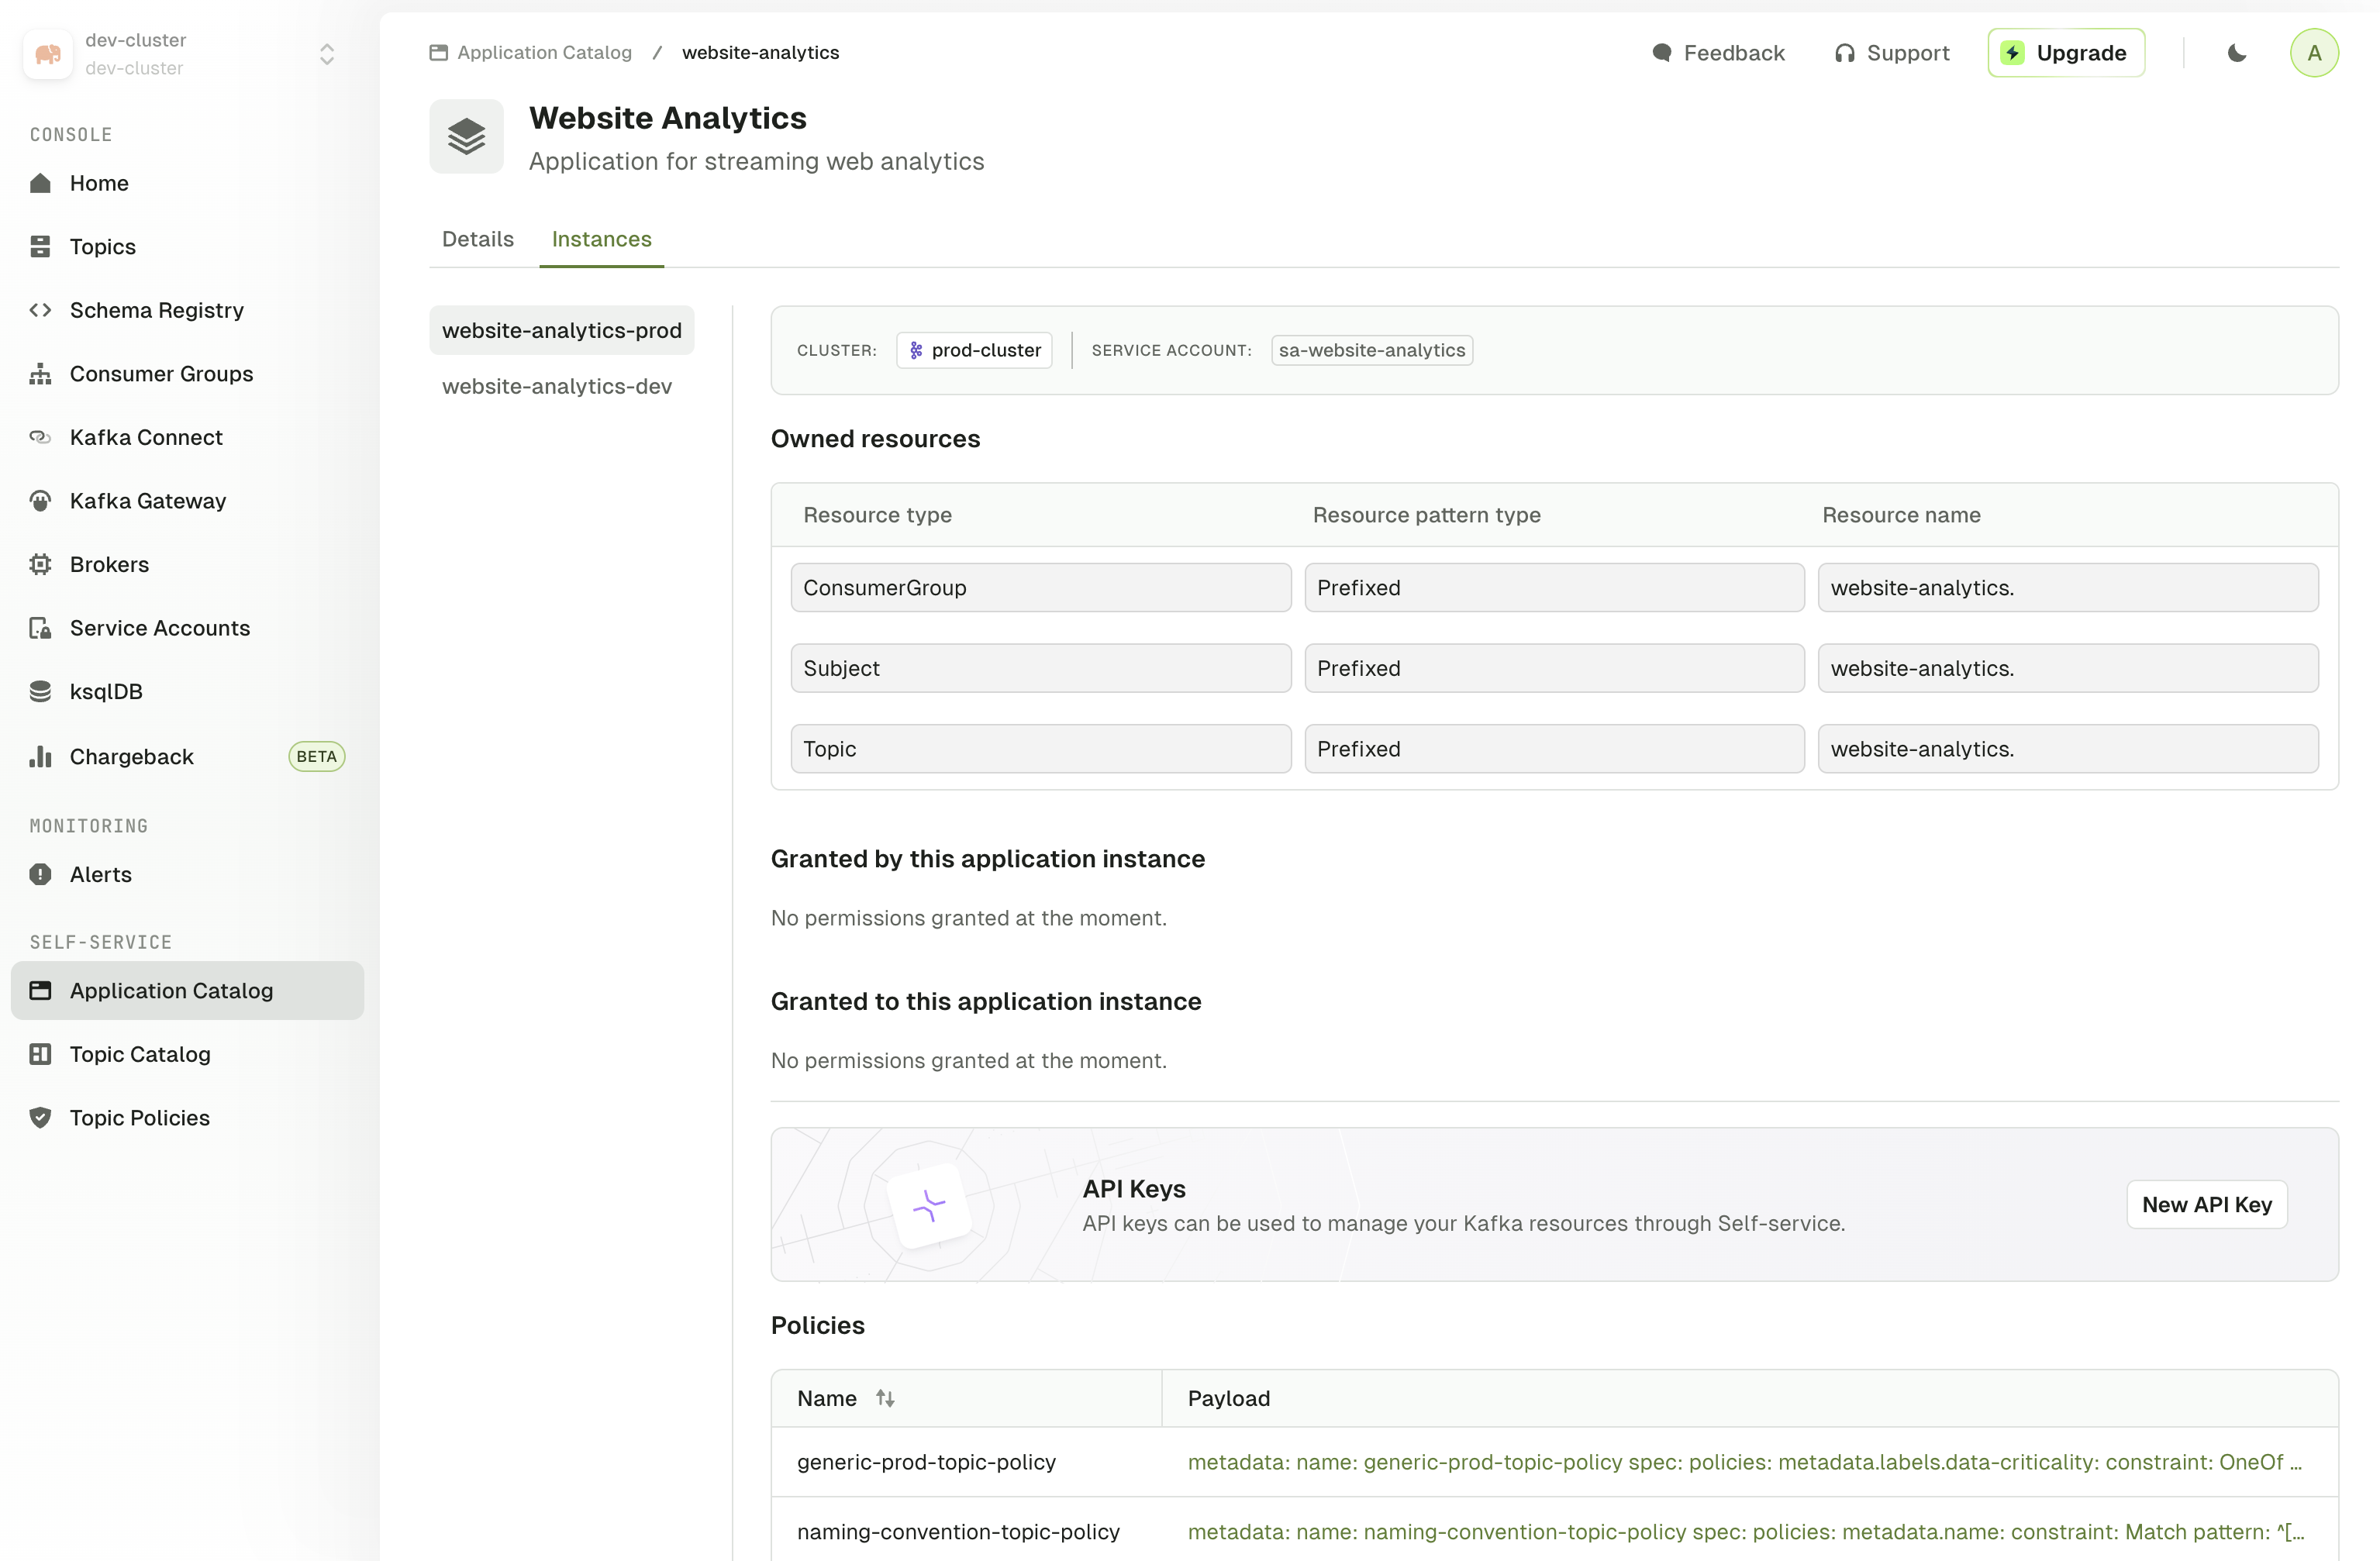 dev-cluster
dev-cluster
CONSOLE
Home
Topics
Schema Registry
Consumer Groups
Kafka Connect
Kafka Gateway
Brokers
Service Accounts
ksqlDB
Chargeback BETA
MONITORING
Alerts
SELF-SERVICE
Application Catalog
Topic Catalog
Topic Policies
Application Catalog / website-analytics
Feedback Support Upgrade A
Website Analytics
Application for streaming web analytics
Details Instances
website-analytics-prod
website-analytics-dev
CLUSTER: prod-cluster SERVICE ACCOUNT: sa-website-analytics
Owned resources
Resource type Resource pattern type Resource name
ConsumerGroup Prefixed website-analytics.
Subject Prefixed website-analytics.
Topic Prefixed website-analytics.
Granted by this application instance
No permissions granted at the moment.
Granted to this application instance
No permissions granted at the moment.
API Keys
API keys can be used to manage your Kafka resources through Self-service.
New API Key
Policies
Name Payload
generic-prod-topic-policy metadata: name: generic-prod-topic-policy spec: policies: metadata.labels.data-criticality: constraint: OneOf ...
naming-convention-topic-policy metadata: name: naming-convention-topic-policy spec: policies: metadata.name: constraint: Match pattern: ^[...